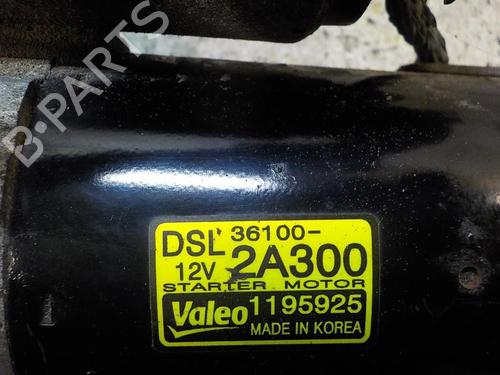 B-PARTS
DSL 36100-
12V 2A300
STARTER MOTOR
Valeo 1195925
MADE IN KOREA